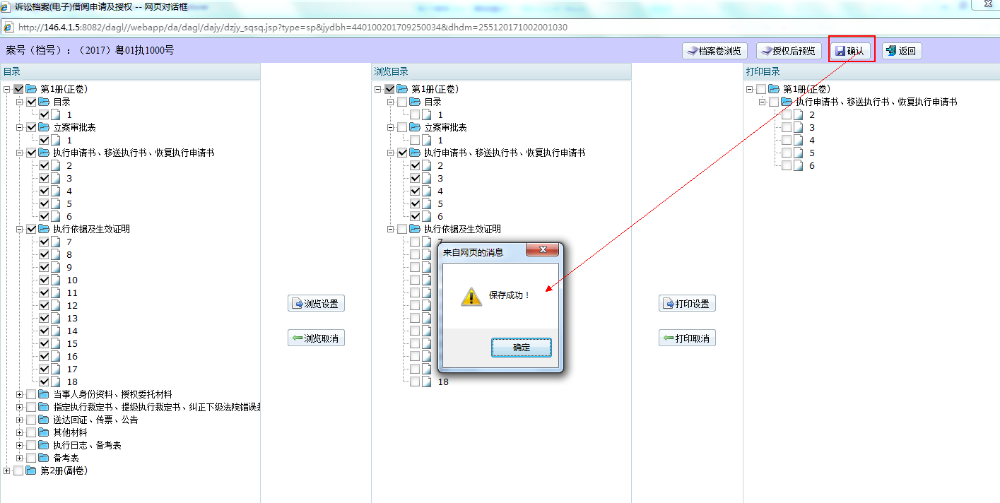 诉讼档案(电子)借阅申请及授权 -- 网页对话框
http://146.4.1.5:8082/dagl//webapp/da/dagl/dajy/dzjy_sqsq.jsp?type=sp&jydbh=440100201709250034&dhdm=255120171002001030
案号（档号）：（2017）粤01执1000号
档案卷浏览
授权后预览
确认
返回
目录
第1册(正卷)
目录
1
立案审批表
1
执行申请书、移送执行书、恢复执行申请书
2
3
4
5
6
执行依据及生效证明
7
8
9
10
11
12
13
14
15
16
17
18
当事人身份资料、授权委托材料
指定执行裁定书、提级执行裁定书、纠正下级法院错误
送达回证、传票、公告
其他材料
执行日志、备考表
备考表
第2册(副卷)
浏览设置
浏览取消
浏览目录
第1册(正卷)
目录
1
立案审批表
1
执行申请书、移送执行书、恢复执行申请书
2
3
4
5
6
执行依据及生效证明
7
18
来自网页的消息
保存成功！
确定
打印设置
打印取消
打印目录
第1册(正卷)
执行申请书、移送执行书、恢复执行申请书
2
3
4
5
6